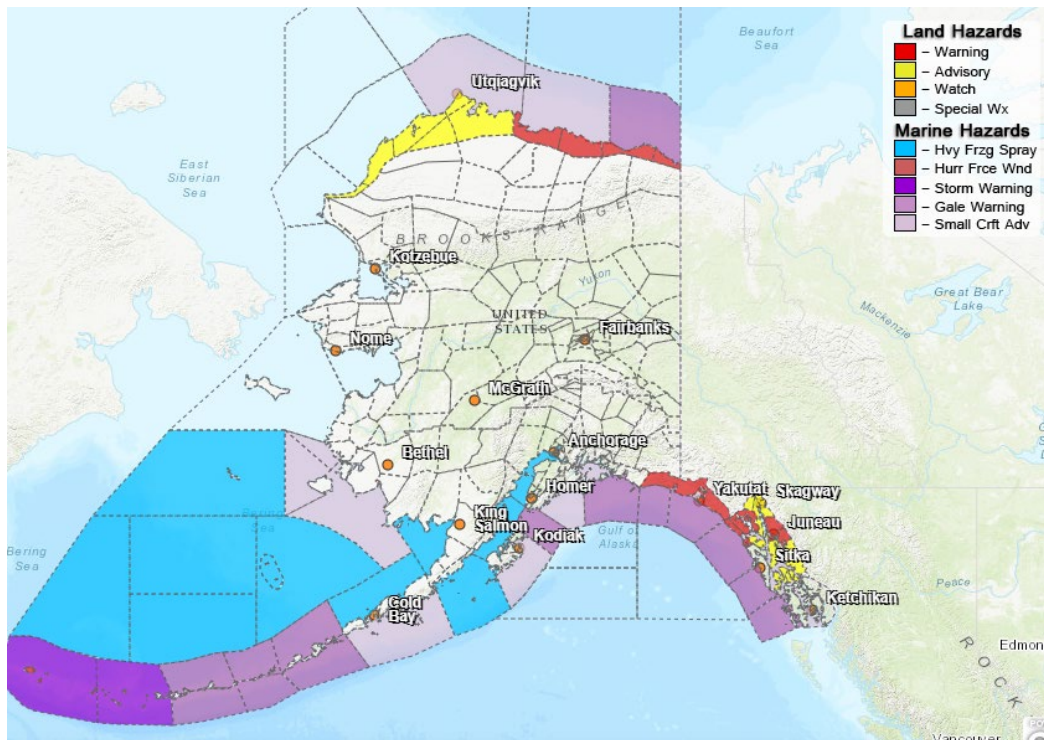 Beaufort
Sea
Land Hazards
– Warning
– Advisory
– Watch
– Special Wx
Marine Hazards
– Hvy Frzg Spray
– Hurr Frce Wnd
– Storm Warning
– Gale Warning
– Small Crft Adv
Utqiagvik
East
Siberian
Sea
BROOKS RANGE
Kotzebue
Yukon
Great Bear
Lake
Mackenzie
UNITED
STATES
Fairbanks
Nome
McGrath
Anchorage
Bethel
Homer
Yakutat
Skagway
King
Salmon
Juneau
Kodiak
Gulf of
Alaska
Bering
Sea
Sitka
Peace
Cold
Bay
Ketchikan
Edmon
ROCK
Vancouver